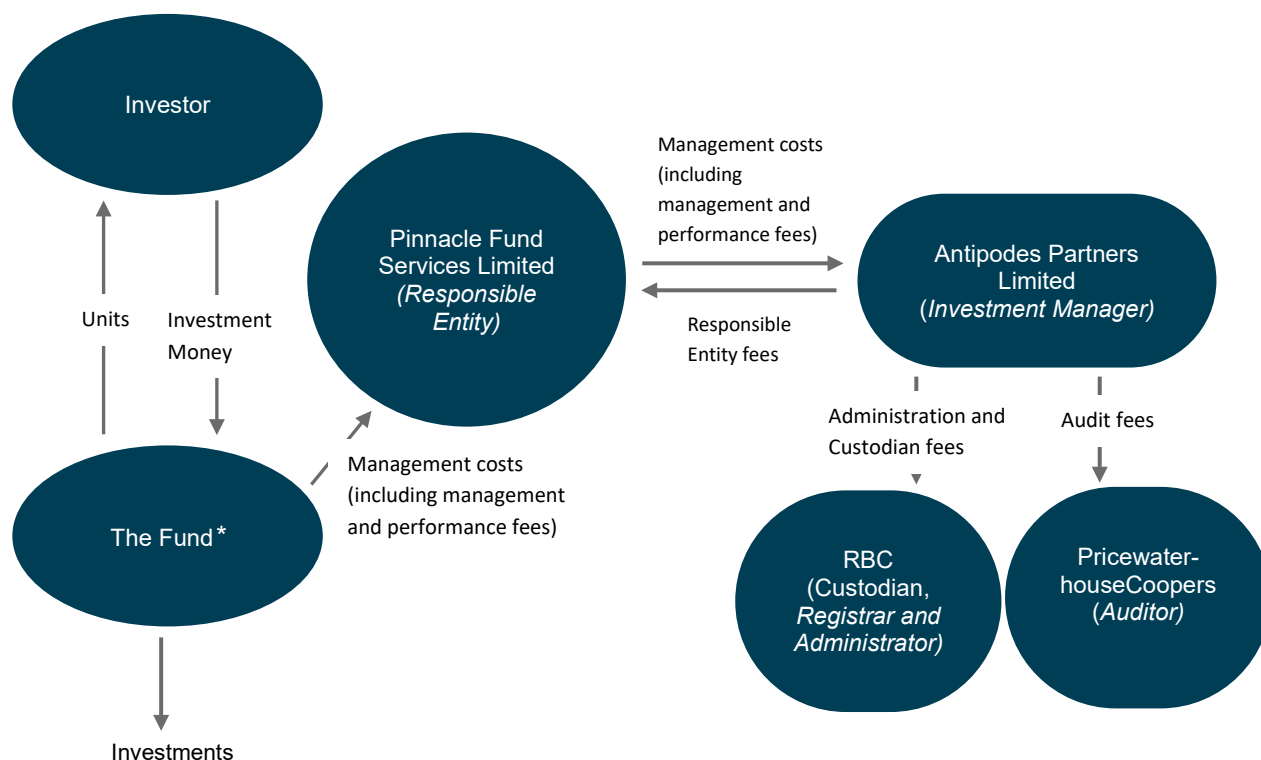 Investor
Units
Investment
Money
The Fund*
Investments
Management costs
(including management
and performance fees)
Pinnacle Fund
Services Limited
(Responsible
Entity)
Management costs
(including
management and
performance fees)
Responsible
Entity fees
Antipodes Partners
Limited
(Investment Manager)
Administration and
Custodian fees
Audit fees
RBC
(Custodian,
Registrar and
Administrator)
Pricewater-
houseCoopers
(Auditor)